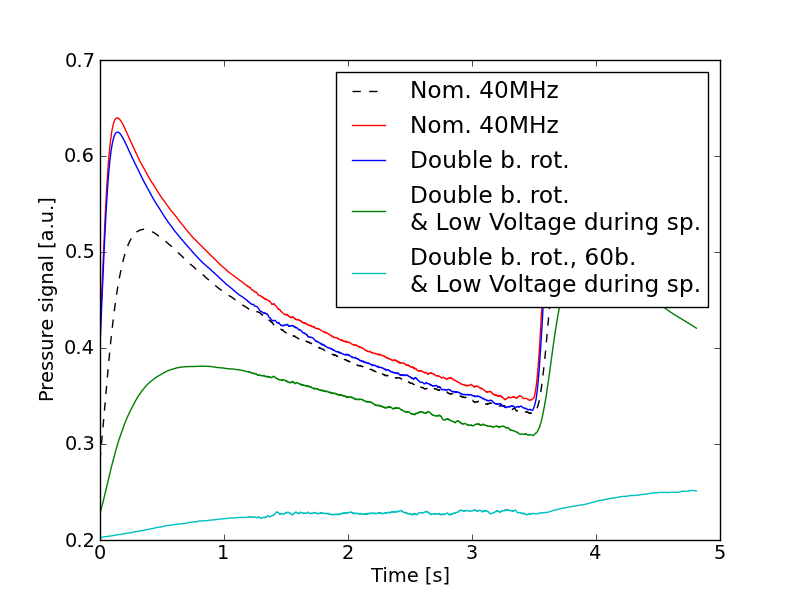 0.7
0.6
0.5
0.4
0.3
0.2
Pressure signal [a.u.]
Nom. 40MHz
Nom. 40MHz
Double b. rot.
Double b. rot.
& Low Voltage during sp.
Double b. rot., 60b.
& Low Voltage during sp.
0 1 2 3 4 5
Time [s]